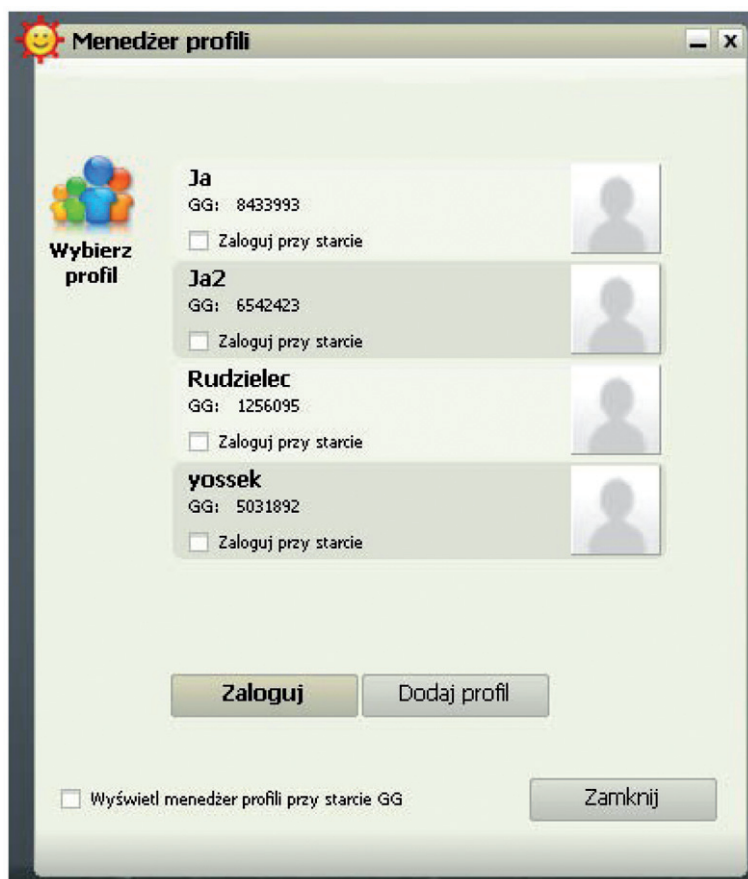 Menedżer profili
Wybierz
profil
Ja
GG: 8433993
Zaloguj przy starcie
Ja2
GG: 6542423
Zaloguj przy starcie
Rudzielec
GG: 1256095
Zaloguj przy starcie
yossek
GG: 5031892
Zaloguj przy starcie
Zaloguj
Dodaj profil
Wyświetl menedżer profili przy starcie GG
Zamknij